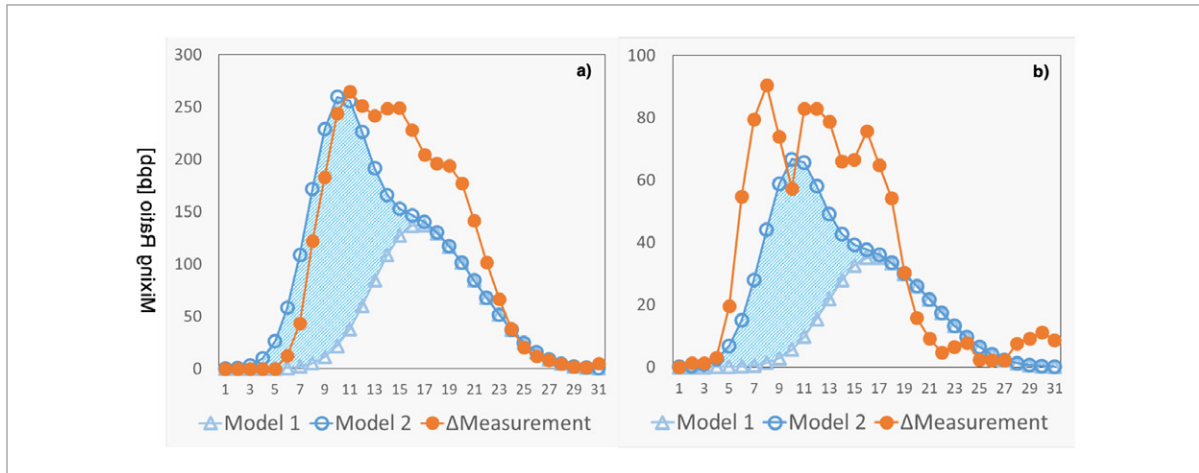 Mixing Ratio [ppb]
300
250
200
150
100
50
0
a)
1 3 5 7 9 11 13 15 17 19 21 23 25 27 29 31
Model 1 Model 2 ΔMeasurement
100
80
60
40
20
0
b)
1 3 5 7 9 11 13 15 17 19 21 23 25 27 29 31
Model 1 Model 2 ΔMeasurement